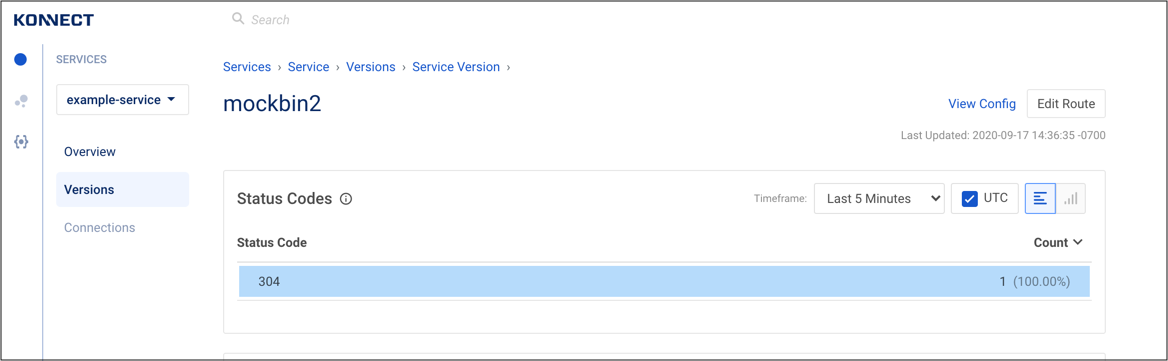 KONNECT
Search
SERVICES
example-service
Overview
Versions
Connections
Services › Service › Versions › Service Version ›
mockbin2
View Config
Edit Route
Last Updated: 2020-09-17 14:36:35 -0700
Status Codes
Timeframe:
Last 5 Minutes
UTC
Status Code
Count
304
1 (100.00%)